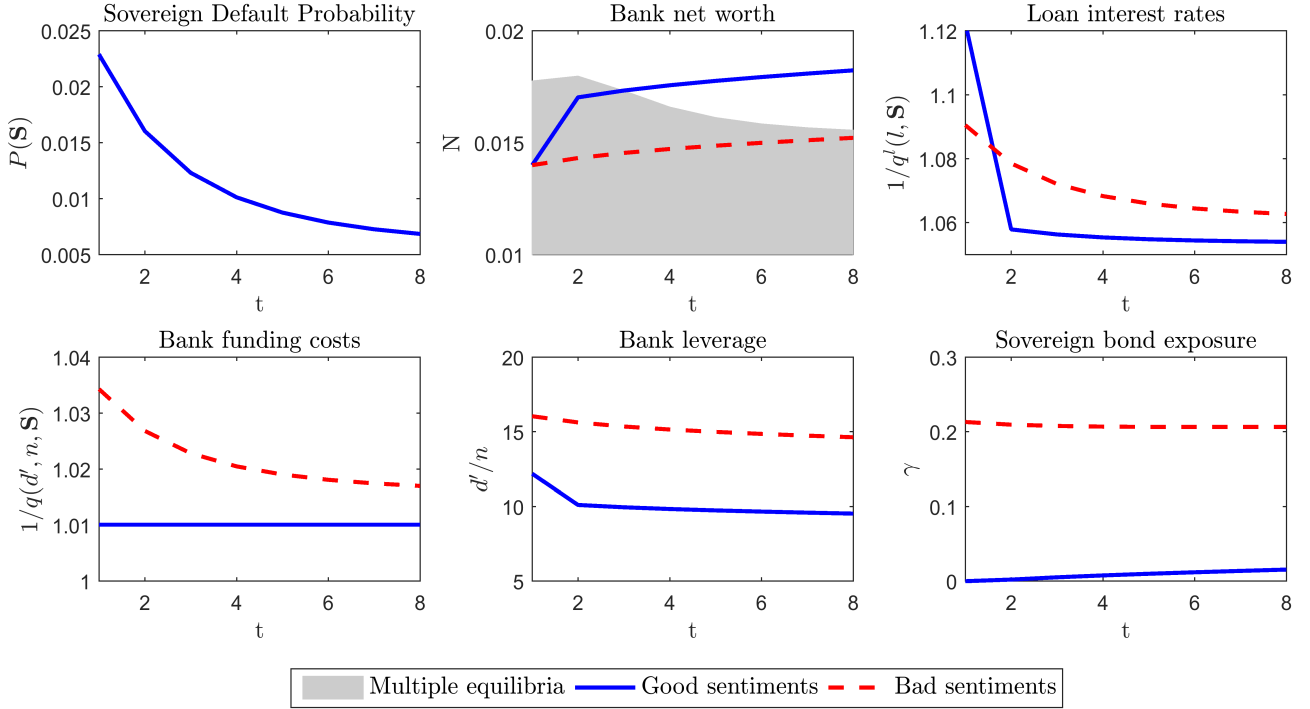 Sovereign Default Probability
0.025
0.02
0.015
0.01
0.005
P(S)
2 4 6 8
t
Bank net worth
0.02
0.015
0.01
N
2 4 6 8
t
Loan interest rates
1.12
1.1
1.08
1.06
1/q^l(l, S)
2 4 6 8
t
Bank funding costs
1.04
1.03
1.02
1.01
1
1/q(d′, n, S)
2 4 6 8
t
Bank leverage
20
15
10
5
d′/n
2 4 6 8
t
Sovereign bond exposure
0.3
0.2
0.1
0
γ
2 4 6 8
t
Multiple equilibria Good sentiments Bad sentiments